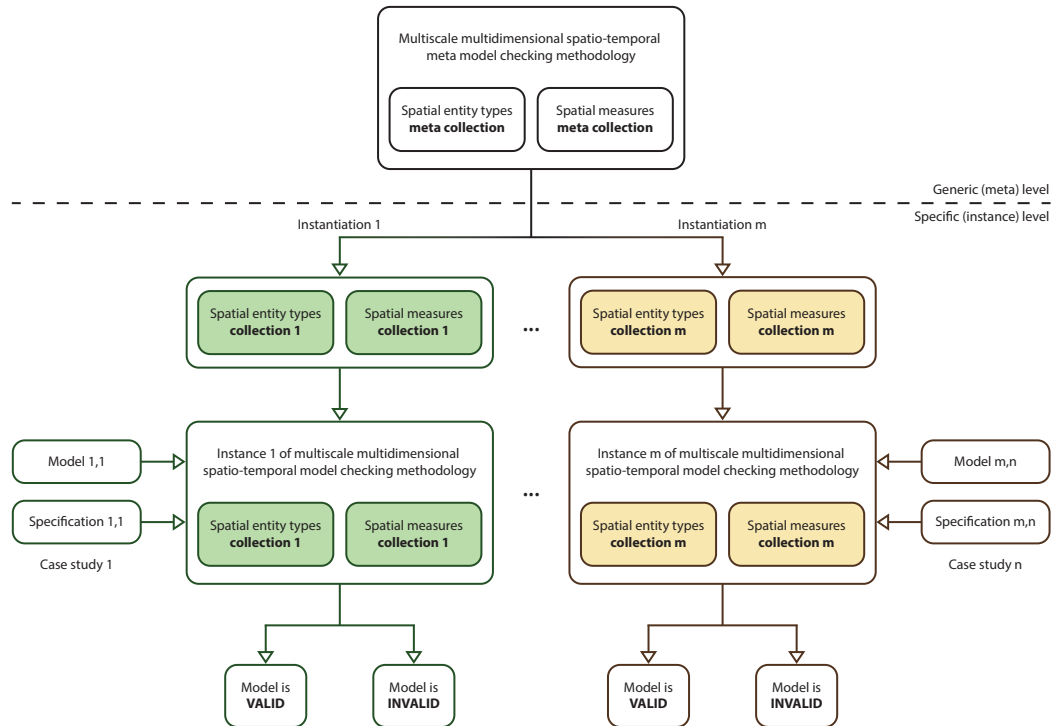 Multiscale multidimensional spatio-temporal
meta model checking methodology
Spatial entity types
meta collection
Spatial measures
meta collection
Generic (meta) level
Specific (instance) level
Instantiation 1
Instantiation m
Spatial entity types
collection 1
Spatial measures
collection 1
...
Spatial entity types
collection m
Spatial measures
collection m
Model 1,1
Specification 1,1
Case study 1
Instance 1 of multiscale multidimensional
spatio-temporal model checking methodology
Spatial entity types
collection 1
Spatial measures
collection 1
...
Instance m of multiscale multidimensional
spatio-temporal model checking methodology
Spatial entity types
collection m
Spatial measures
collection m
Model m,n
Specification m,n
Case study n
Model is
VALID
Model is
INVALID
Model is
VALID
Model is
INVALID